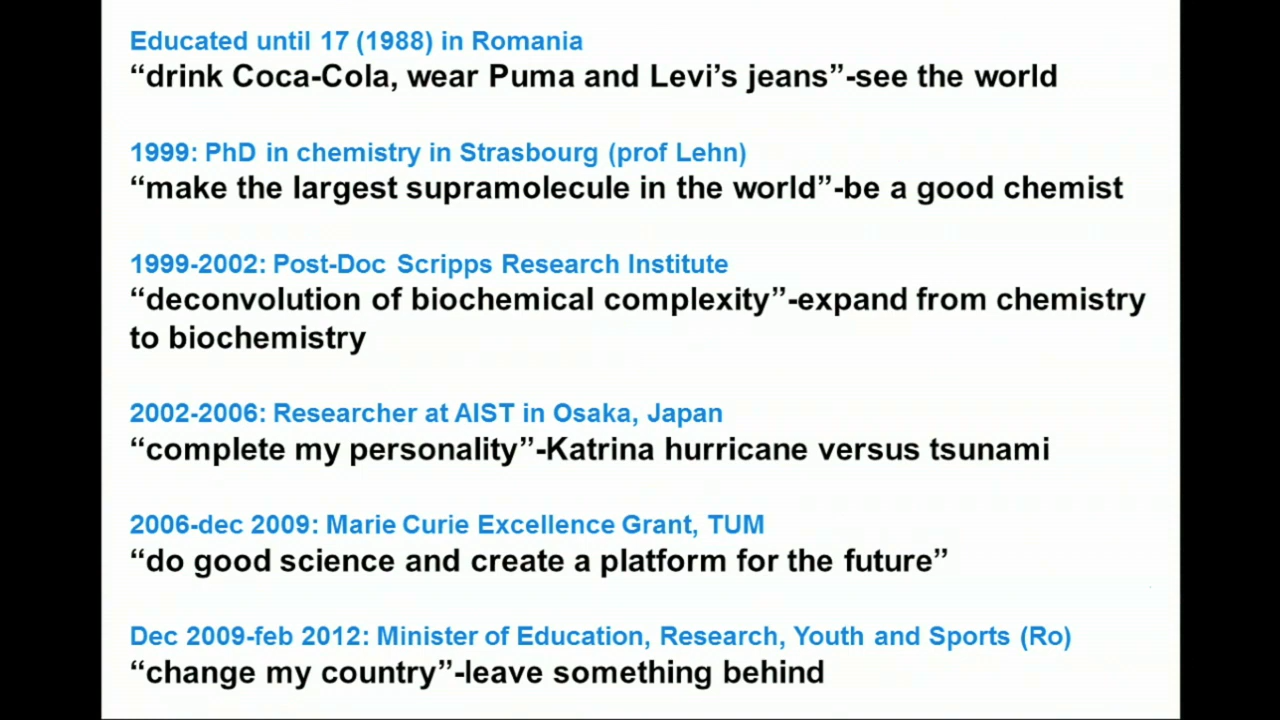 Educated until 17 (1988) in Romania
“drink Coca-Cola, wear Puma and Levi’s jeans”-see the world
1999: PhD in chemistry in Strasbourg (prof Lehn)
“make the largest supramolecule in the world”-be a good chemist
1999-2002: Post-Doc Scripps Research Institute
“deconvolution of biochemical complexity”-expand from chemistry
to biochemistry
2002-2006: Researcher at AIST in Osaka, Japan
“complete my personality”-Katrina hurricane versus tsunami
2006-dec 2009: Marie Curie Excellence Grant, TUM
“do good science and create a platform for the future”
Dec 2009-feb 2012: Minister of Education, Research, Youth and Sports (Ro)
“change my country”-leave something behind